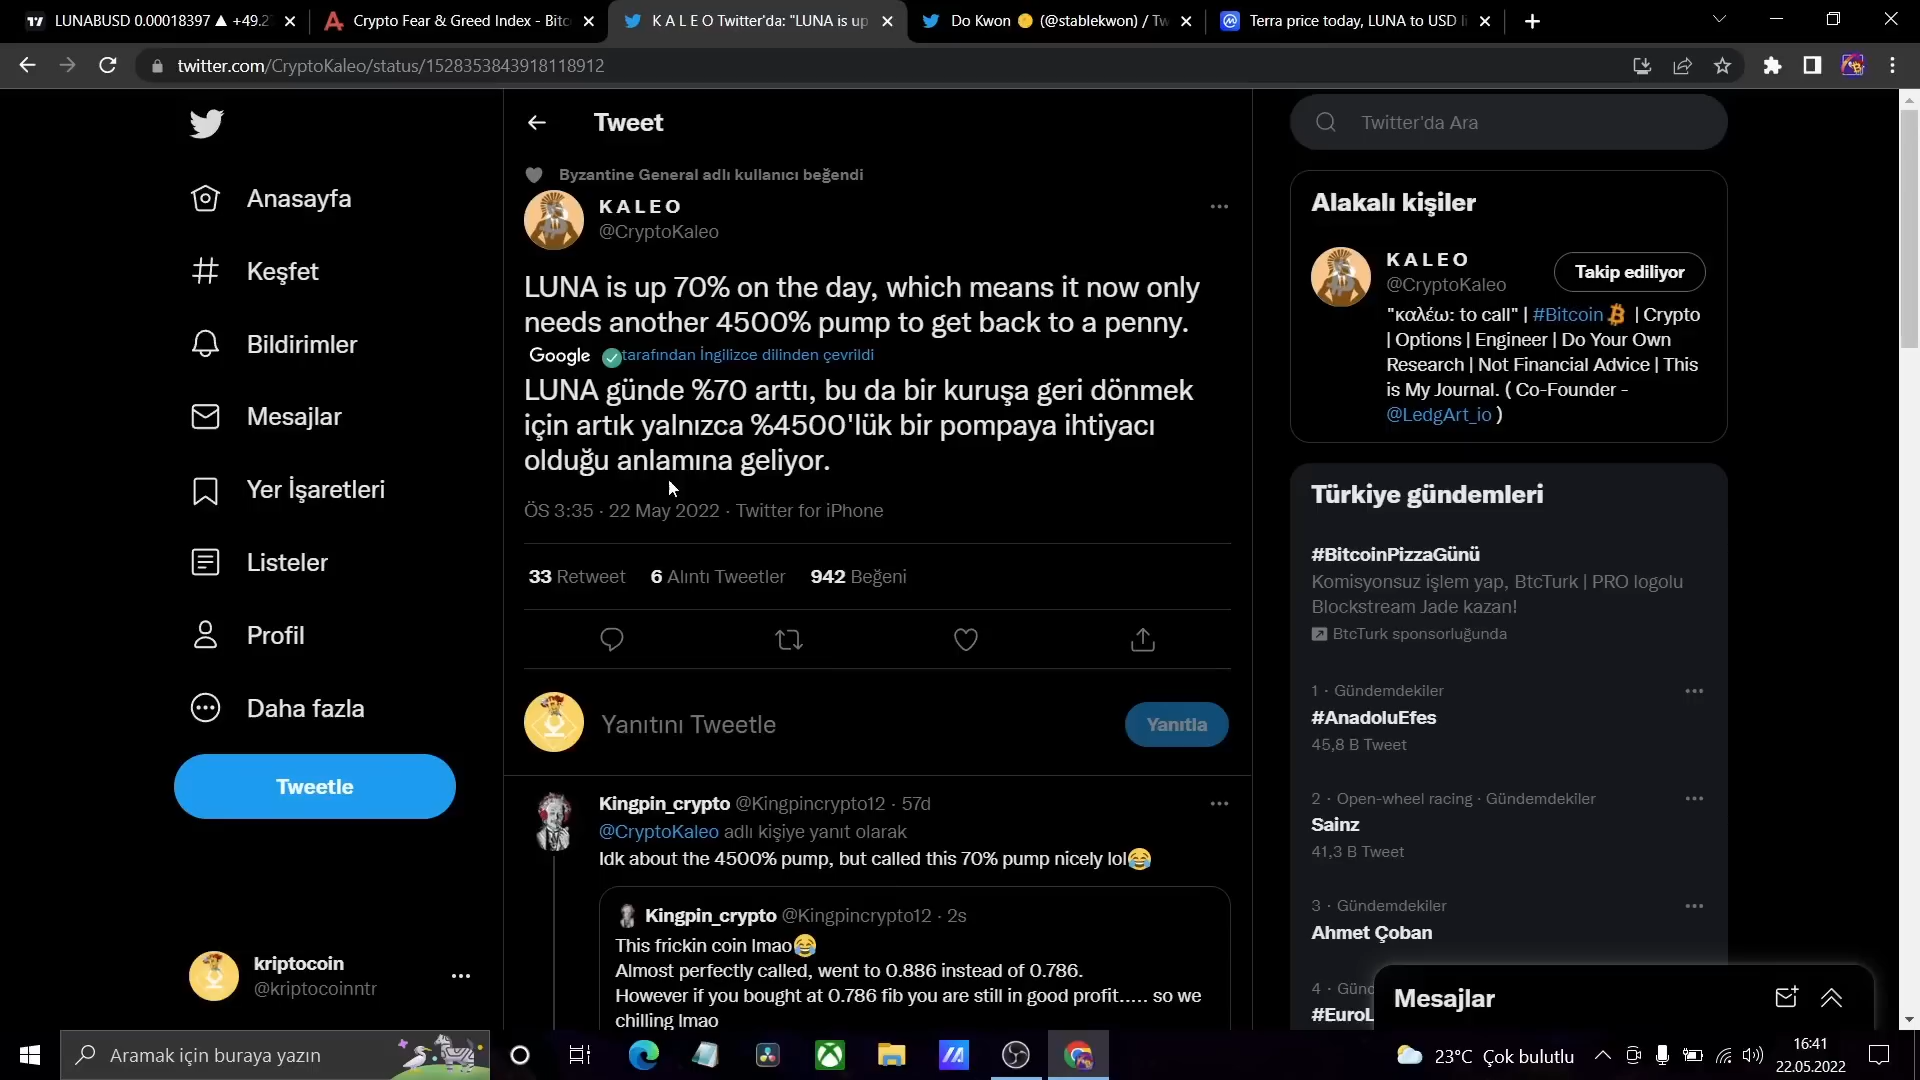 LUNABUSD 0.00018397 ▲ +49.2
Crypto Fear & Greed Index - Bitc
K A L E O Twitter'da: "LUNA is up
Do Kwon 🌕 (@stablekwon) / Tw
Terra price today, LUNA to USD li
twitter.com/CryptoKaleo/status/1528353843918118912
Anasayfa
Keşfet
Bildirimler
Mesajlar
Yer İşaretleri
Listeler
Profil
Daha fazla
Tweetle
kriptocoin
@kriptocoinntr
Tweet
Byzantine General adlı kullanıcı beğendi
K A L E O
@CryptoKaleo
LUNA is up 70% on the day, which means it now only
needs another 4500% pump to get back to a penny.
Google tarafından İngilizce dilinden çevrildi
LUNA günde %70 arttı, bu da bir kuruşa geri dönmek
için artık yalnızca %4500'lük bir pompaya ihtiyacı
olduğu anlamına geliyor.
ÖS 3:35 · 22 May 2022 · Twitter for iPhone
33 Retweet 6 Alıntı Tweetler 942 Beğeni
Yanıtını Tweetle
Yanıtla
Kingpin_crypto @Kingpincrypto12 · 57d
@CryptoKaleo adlı kişiye yanıt olarak
Idk about the 4500% pump, but called this 70% pump nicely lol😂
Kingpin_crypto @Kingpincrypto12 · 2s
This frickin coin lmao😂
Almost perfectly called, went to 0.886 instead of 0.786.
However if you bought at 0.786 fib you are still in good profit..... so we
chilling lmao
Twitter'da Ara
Alakalı kişiler
K A L E O
@CryptoKaleo
Takip ediliyor
"καλέω: to call" | #Bitcoin | Crypto
| Options | Engineer | Do Your Own
Research | Not Financial Advice | This
is My Journal. ( Co-Founder -
@LedgArt_io )
Türkiye gündemleri
#BitcoinPizzaGünü
Komisyonsuz işlem yap, BtcTurk | PRO logolu
Blockstream Jade kazan!
BtcTurk sponsorluğunda
1 · Gündemdekiler
#AnadoluEfes
45,8 B Tweet
2 · Open-wheel racing · Gündemdekiler
Sainz
41,3 B Tweet
3 · Gündemdekiler
Ahmet Çoban
4 · Günd
#EuroL
Mesajlar
Aramak için buraya yazın
23°C Çok bulutlu
16:41
22.05.2022